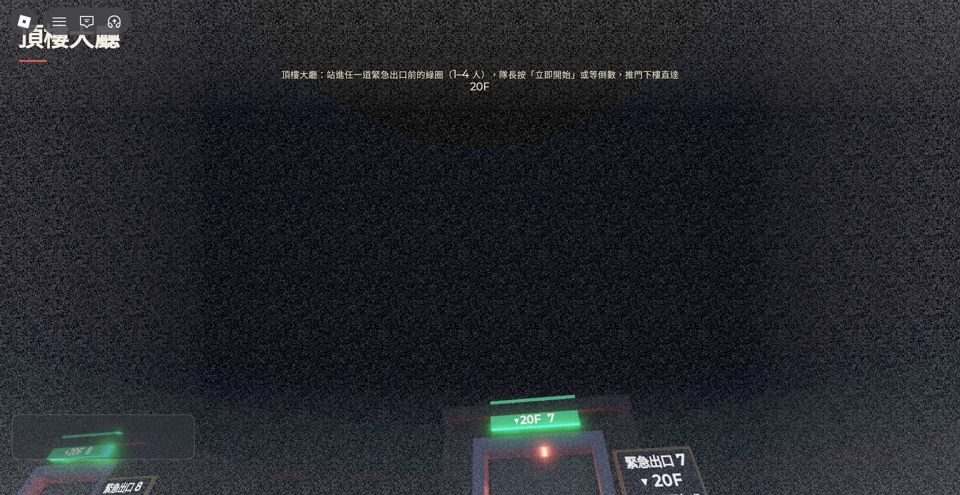 頂樓大廳
頂樓大廳：站進任一道緊急出口前的綠圈（1–4 人），隊長按「立即開始」或等倒數，推門下樓直達
20F
▼20F 7
▼20F 8
緊急出口 7
▼ 20F
緊急出口 8